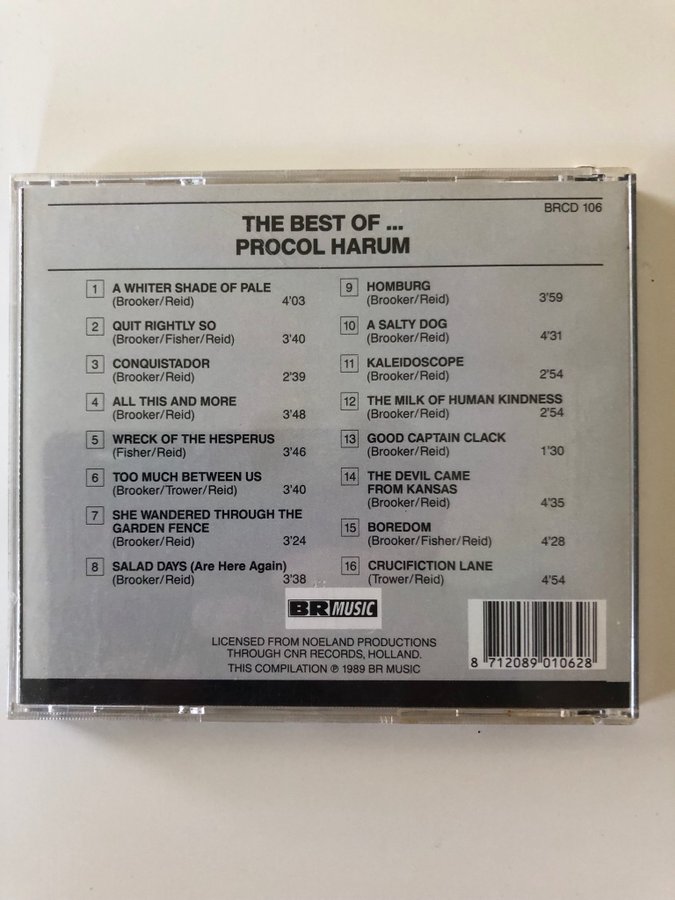 BRCD 106
THE BEST OF ...
PROCOL HARUM
1 A WHITER SHADE OF PALE
(Brooker/Reid) 4'03
2 QUIT RIGHTLY SO
(Brooker/Fisher/Reid) 3'40
3 CONQUISTADOR
(Brooker/Reid) 2'39
4 ALL THIS AND MORE
(Brooker/Reid) 3'48
5 WRECK OF THE HESPERUS
(Fisher/Reid) 3'46
6 TOO MUCH BETWEEN US
(Brooker/Trower/Reid) 3'40
7 SHE WANDERED THROUGH THE
GARDEN FENCE
(Brooker/Reid) 3'24
8 SALAD DAYS (Are Here Again)
(Brooker/Reid) 3'38
9 HOMBURG
(Brooker/Reid) 3'59
10 A SALTY DOG
(Brooker/Reid) 4'31
11 KALEIDOSCOPE
(Brooker/Reid) 2'54
12 THE MILK OF HUMAN KINDNESS
(Brooker/Reid) 2'54
13 GOOD CAPTAIN CLACK
(Brooker/Reid) 1'30
14 THE DEVIL CAME
FROM KANSAS
(Brooker/Reid) 4'35
15 BOREDOM
(Brooker/Fisher/Reid) 4'28
16 CRUCIFICTION LANE
(Trower/Reid) 4'54
BR MUSIC
LICENSED FROM NOELAND PRODUCTIONS
THROUGH CNR RECORDS, HOLLAND.
THIS COMPILATION ℗ 1989 BR MUSIC
8 712089 010628